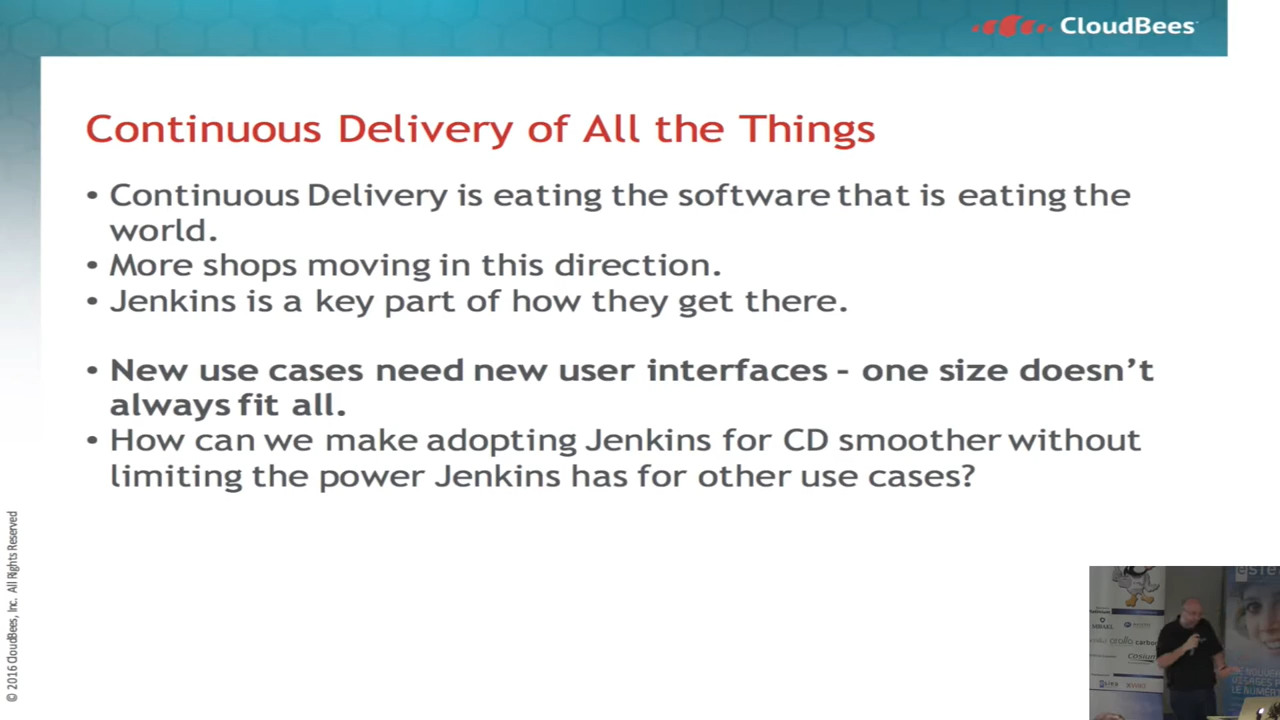 CloudBees
Continuous Delivery of All the Things
• Continuous Delivery is eating the software that is eating the
world.
• More shops moving in this direction.
• Jenkins is a key part of how they get there.
• New use cases need new user interfaces - one size doesn’t
always fit all.
• How can we make adopting Jenkins for CD smoother without
limiting the power Jenkins has for other use cases?
© 2016 CloudBees, Inc. All Rights Reserved